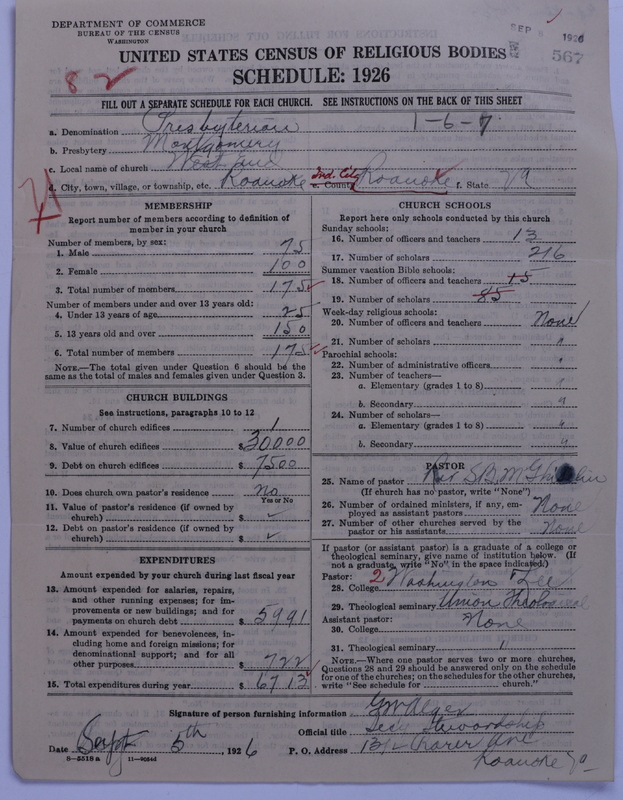 DEPARTMENT OF COMMERCE
BUREAU OF THE CENSUS
WASHINGTON
SEP 1926
567
UNITED STATES CENSUS OF RELIGIOUS BODIES
SCHEDULE: 1926
8 2
FILL OUT A SEPARATE SCHEDULE FOR EACH CHURCH. SEE INSTRUCTIONS ON THE BACK OF THIS SHEET
a. Denomination Presbyterian 1-6-7
b. Presbytery Montgomery
c. Local name of church West End
d. City, town, village, or township, etc. Roanoke Ind. City e. County Roanoke f. State Va
MEMBERSHIP
Report number of members according to definition of
member in your church
Number of members, by sex:
1. Male 75
2. Female 100
3. Total number of members 175
Number of members under and over 13 years old:
4. Under 13 years of age 25
5. 13 years old and over 150
6. Total number of members 175
NOTE.—The total given under Question 6 should be
same as the total of males and females given under Question 3.
CHURCH BUILDINGS
See instructions, paragraphs 10 to 12
7. Number of church edifices 1
8. Value of church edifices $30000
9. Debt on church edifices $7500
10. Does church own pastor's residence no
Yes or No
11. Value of pastor's residence (if owned by
church) $ ✓
12. Debt on pastor's residence (if owned by
church) $ ✓
EXPENDITURES
Amount expended by your church during last fiscal year
13. Amount expended for salaries, repairs,
and other running expenses; for im-
provements or new buildings; and for
payments on church debt $5991
14. Amount expended for benevolences, in-
cluding home and foreign missions; for
denominational support; and for all
other purposes 722
15. Total expenditures during year $6713
CHURCH SCHOOLS
Report here only schools conducted by this church
Sunday schools:
16. Number of officers and teachers 13
17. Number of scholars 216
Summer vacation Bible schools:
18. Number of officers and teachers 15
19. Number of scholars 85
Week-day religious schools:
20. Number of officers and teachers None
21. Number of scholars "
Parochial schools:
22. Number of administrative officers "
23. Number of teachers—
a. Elementary (grades 1 to 8) "
b. Secondary "
24. Number of scholars—
a. Elementary (grades 1 to 8) "
b. Secondary "
PASTOR
25. Name of pastor Rev S.B.
(If church has no pastor, write "None")
26. Number of ordained ministers, if any, em-
ployed as assistant pastors None
27. Number of other churches served by the
pastor or his assistants None
If pastor (or assistant pastor) is a graduate of a college or
theological seminary, give name of institution below. (If
not a graduate, write "No" in the space indicated.)
Pastor:
28. College 2 Washington & Lee
29. Theological seminary Union Theological
Assistant pastor:
30. College None
31. Theological seminary "
NOTE.—Where one pastor serves two or more churches,
Questions 28 and 29 should be answered only on the schedule
for one of the churches; on the schedules for the other churches,
write "See schedule for church."
Signature of person furnishing information
Official title Secy Stewardship
Date Sept 5th, 1926 P. O. Address Ave
Roanoke Va
8-5518 a 11-9054d